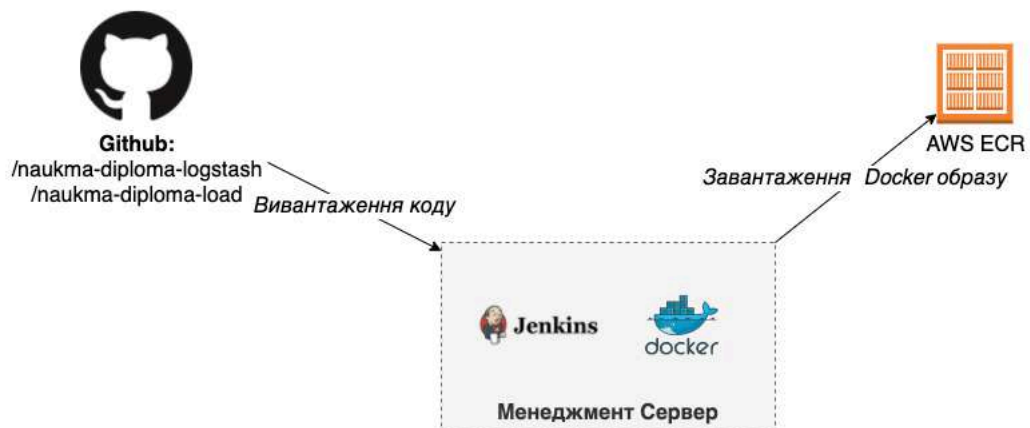 Github:
/naukma-diploma-logstash
/naukma-diploma-load
Вивантаження коду
AWS ECR
Завантаження Docker образу
Jenkins
docker
Менеджмент Сервер